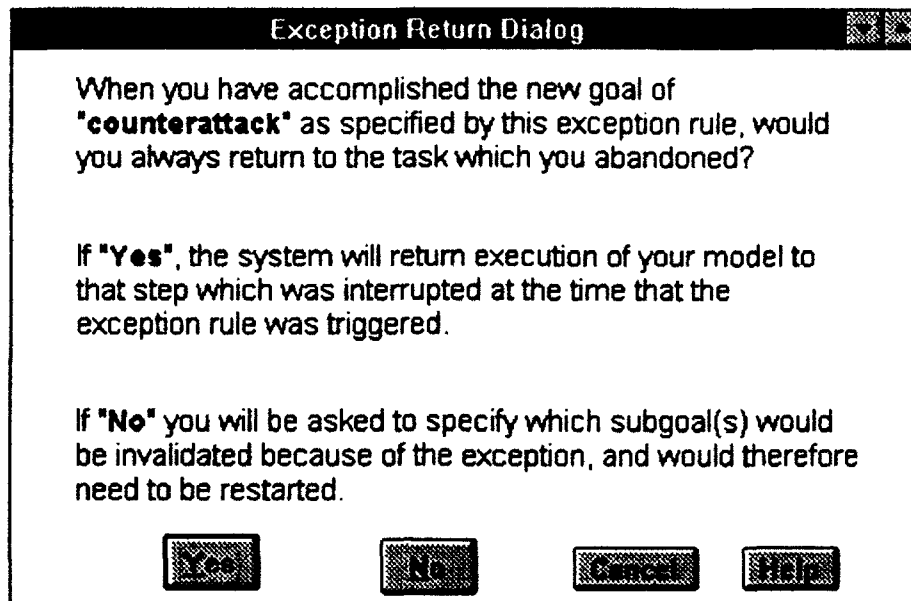 Exception Return Dialog
When you have accomplished the new goal of
"counterattack" as specified by this exception rule, would
you always return to the task which you abandoned?
If "Yes", the system will return execution of your model to
that step which was interrupted at the time that the
exception rule was triggered.
If "No" you will be asked to specify which subgoal(s) would
be invalidated because of the exception, and would therefore
need to be restarted.
Yes No Cancel Help